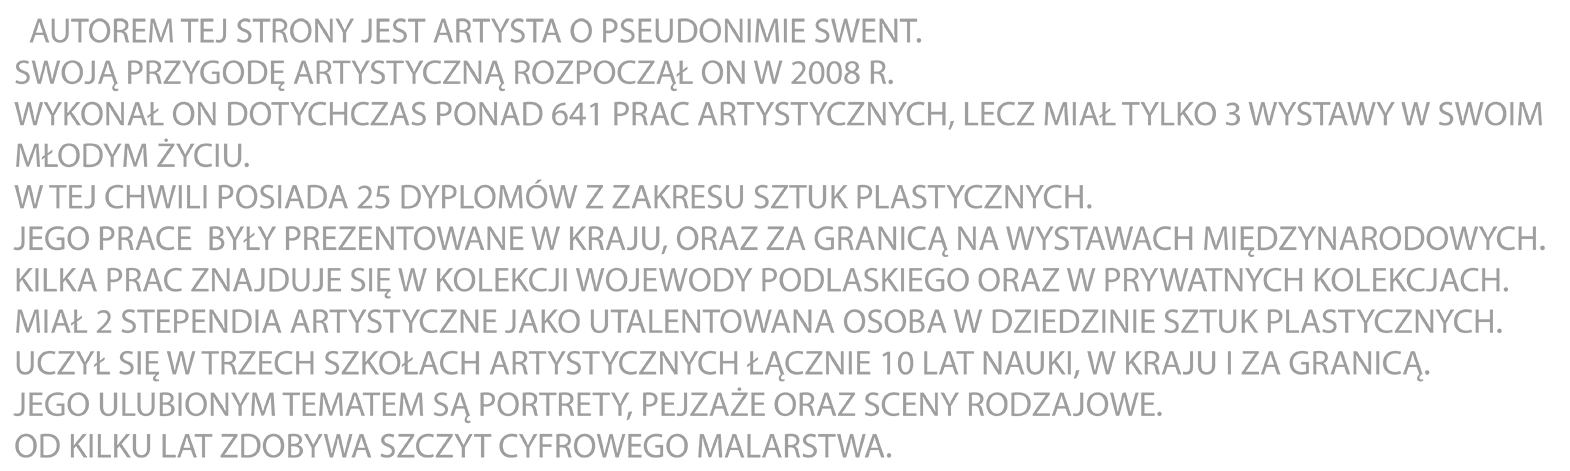 AUTOREM TEJ STRONY JEST ARTYSTA O PSEUDONIMIE SWENT.
SWOJĄ PRZYGODĘ ARTYSTYCZNĄ ROZPOCZĄŁ ON W 2008 R.
WYKONAŁ ON DOTYCHCZAS PONAD 641 PRAC ARTYSTYCZNYCH, LECZ MIAŁ TYLKO 3 WYSTAWY W SWOIM
MŁODYM ŻYCIU.
W TEJ CHWILI POSIADA 25 DYPLOMÓW Z ZAKRESU SZTUK PLASTYCZNYCH.
JEGO PRACE BYŁY PREZENTOWANE W KRAJU, ORAZ ZA GRANICĄ NA WYSTAWACH MIĘDZYNARODOWYCH.
KILKA PRAC ZNAJDUJE SIĘ W KOLEKCJI WOJEWODY PODLASKIEGO ORAZ W PRYWATNYCH KOLEKCJACH.
MIAŁ 2 STEPENDIA ARTYSTYCZNE JAKO UTALENTOWANA OSOBA W DZIEDZINIE SZTUK PLASTYCZNYCH.
UCZYŁ SIĘ W TRZECH SZKOŁACH ARTYSTYCZNYCH ŁĄCZNIE 10 LAT NAUKI, W KRAJU I ZA GRANICĄ.
JEGO ULUBIONYM TEMATEM SĄ PORTRETY, PEJZAŻE ORAZ SCENY RODZAJOWE.
OD KILKU LAT ZDOBYWA SZCZYT CYFROWEGO MALARSTWA.